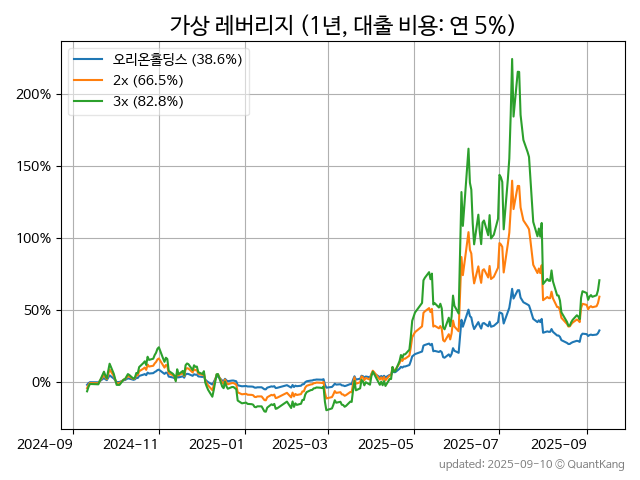 가상 레버리지 (1년, 대출 비용: 연 5%)
오리온홀딩스 (38.6%)
2x (66.5%)
3x (82.8%)
200%
150%
100%
50%
0%
2024-09 2024-11 2025-01 2025-03 2025-05 2025-07 2025-09
updated: 2025-09-10 © QuantKang